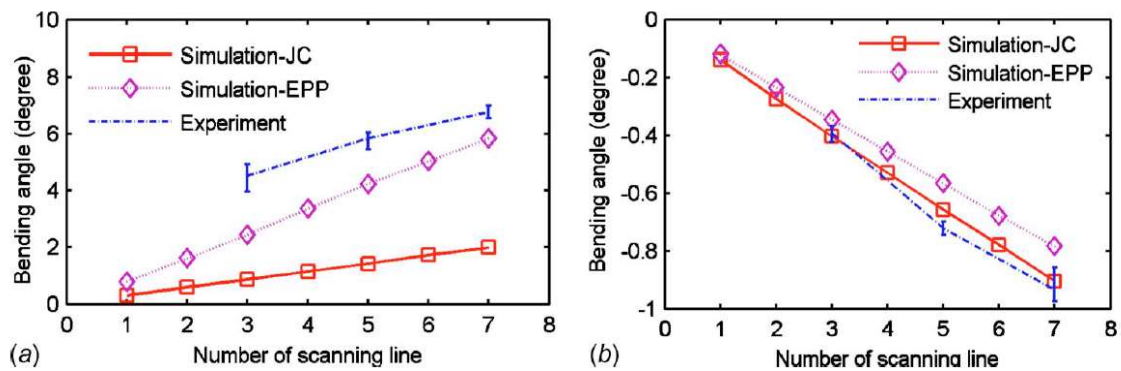 10
8
6
4
2
0
Bending angle (degree)
Simulation-JC
Simulation-EPP
Experiment
0 1 2 3 4 5 6 7 8
Number of scanning line
(a)
0
-0.2
-0.4
-0.6
-0.8
-1
Bending angle (degree)
Simulation-JC
Simulation-EPP
Experiment
0 1 2 3 4 5 6 7 8
Number of scanning line
(b)